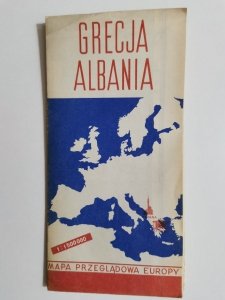 GRECJA
ALBANIA
1 : 1 500 000
MAPA PRZEGLĄDOWA EUROPY